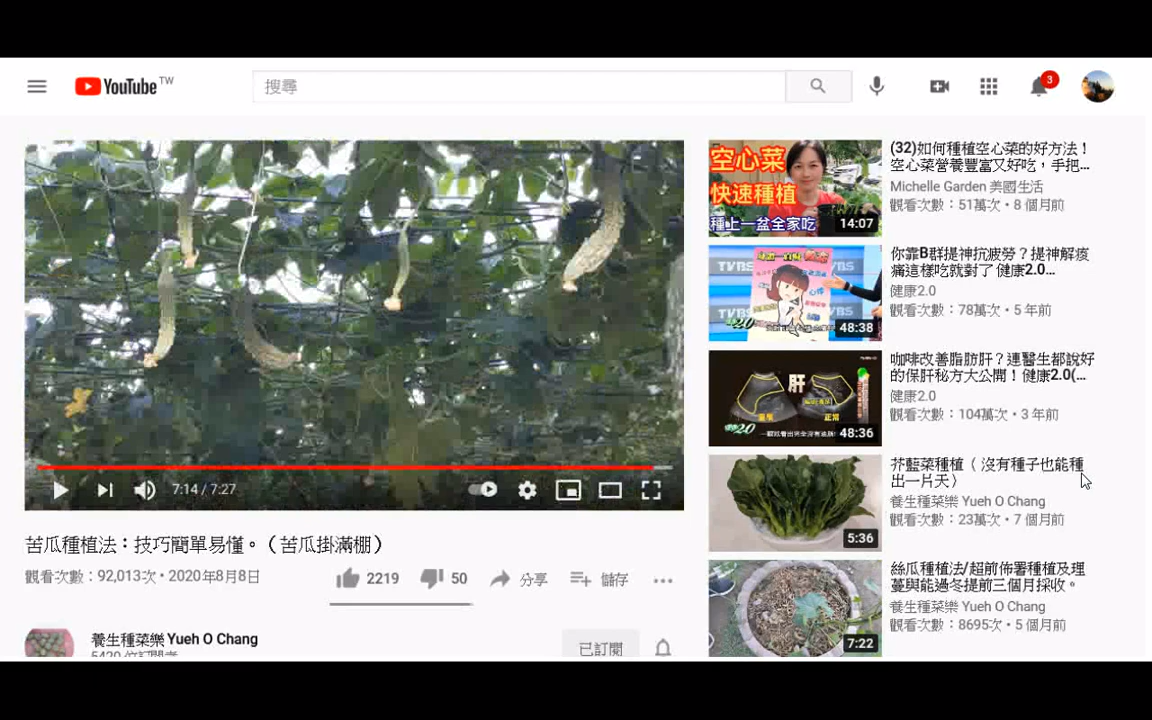 YouTube TW
搜尋
3
7:14 / 7:27
苦瓜種植法：技巧簡單易懂。（苦瓜掛滿棚）
觀看次數：92,013次 • 2020年8月8日
2219
50
分享
儲存
養生種菜樂 Yueh O Chang
已訂閱
空心菜
快速種植
種上一盆全家吃
14:07
(32)如何種植空心菜的好方法！
空心菜營養豐富又好吃，手把...
Michelle Garden 美國生活
觀看次數：51萬次 • 8 個月前
TVBS
48:38
你靠B群提神抗疲勞？提神解疲
痛這樣吃就對了 健康2.0...
健康2.0
觀看次數：78萬次 • 5 年前
肝
正常
48:36
咖啡改善脂肪肝？連醫生都說好
的保肝秘方大公開！健康2.0(...
健康2.0
觀看次數：104萬次 • 3 年前
5:36
芥藍菜種植（ 沒有種子也能種
出一片天）
養生種菜樂 Yueh O Chang
觀看次數：23萬次 • 7 個月前
7:22
絲瓜種植法/超前佈署種植及理
蔓與能過冬提前三個月採收。
養生種菜樂 Yueh O Chang
觀看次數：8695次 • 5 個月前